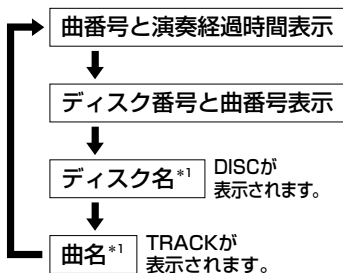 曲番号と演奏経過時間表示
ディスク番号と曲番号表示
ディスク名*1
DISCが
表示されます。
曲名*1
TRACKが
表示されます。